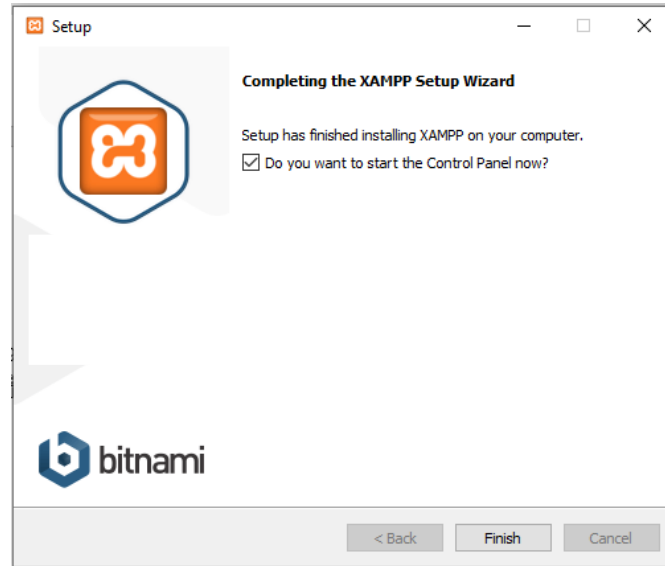 Setup
Completing the XAMPP Setup Wizard
Setup has finished installing XAMPP on your computer.
Do you want to start the Control Panel now?
bitnami
< Back Finish Cancel